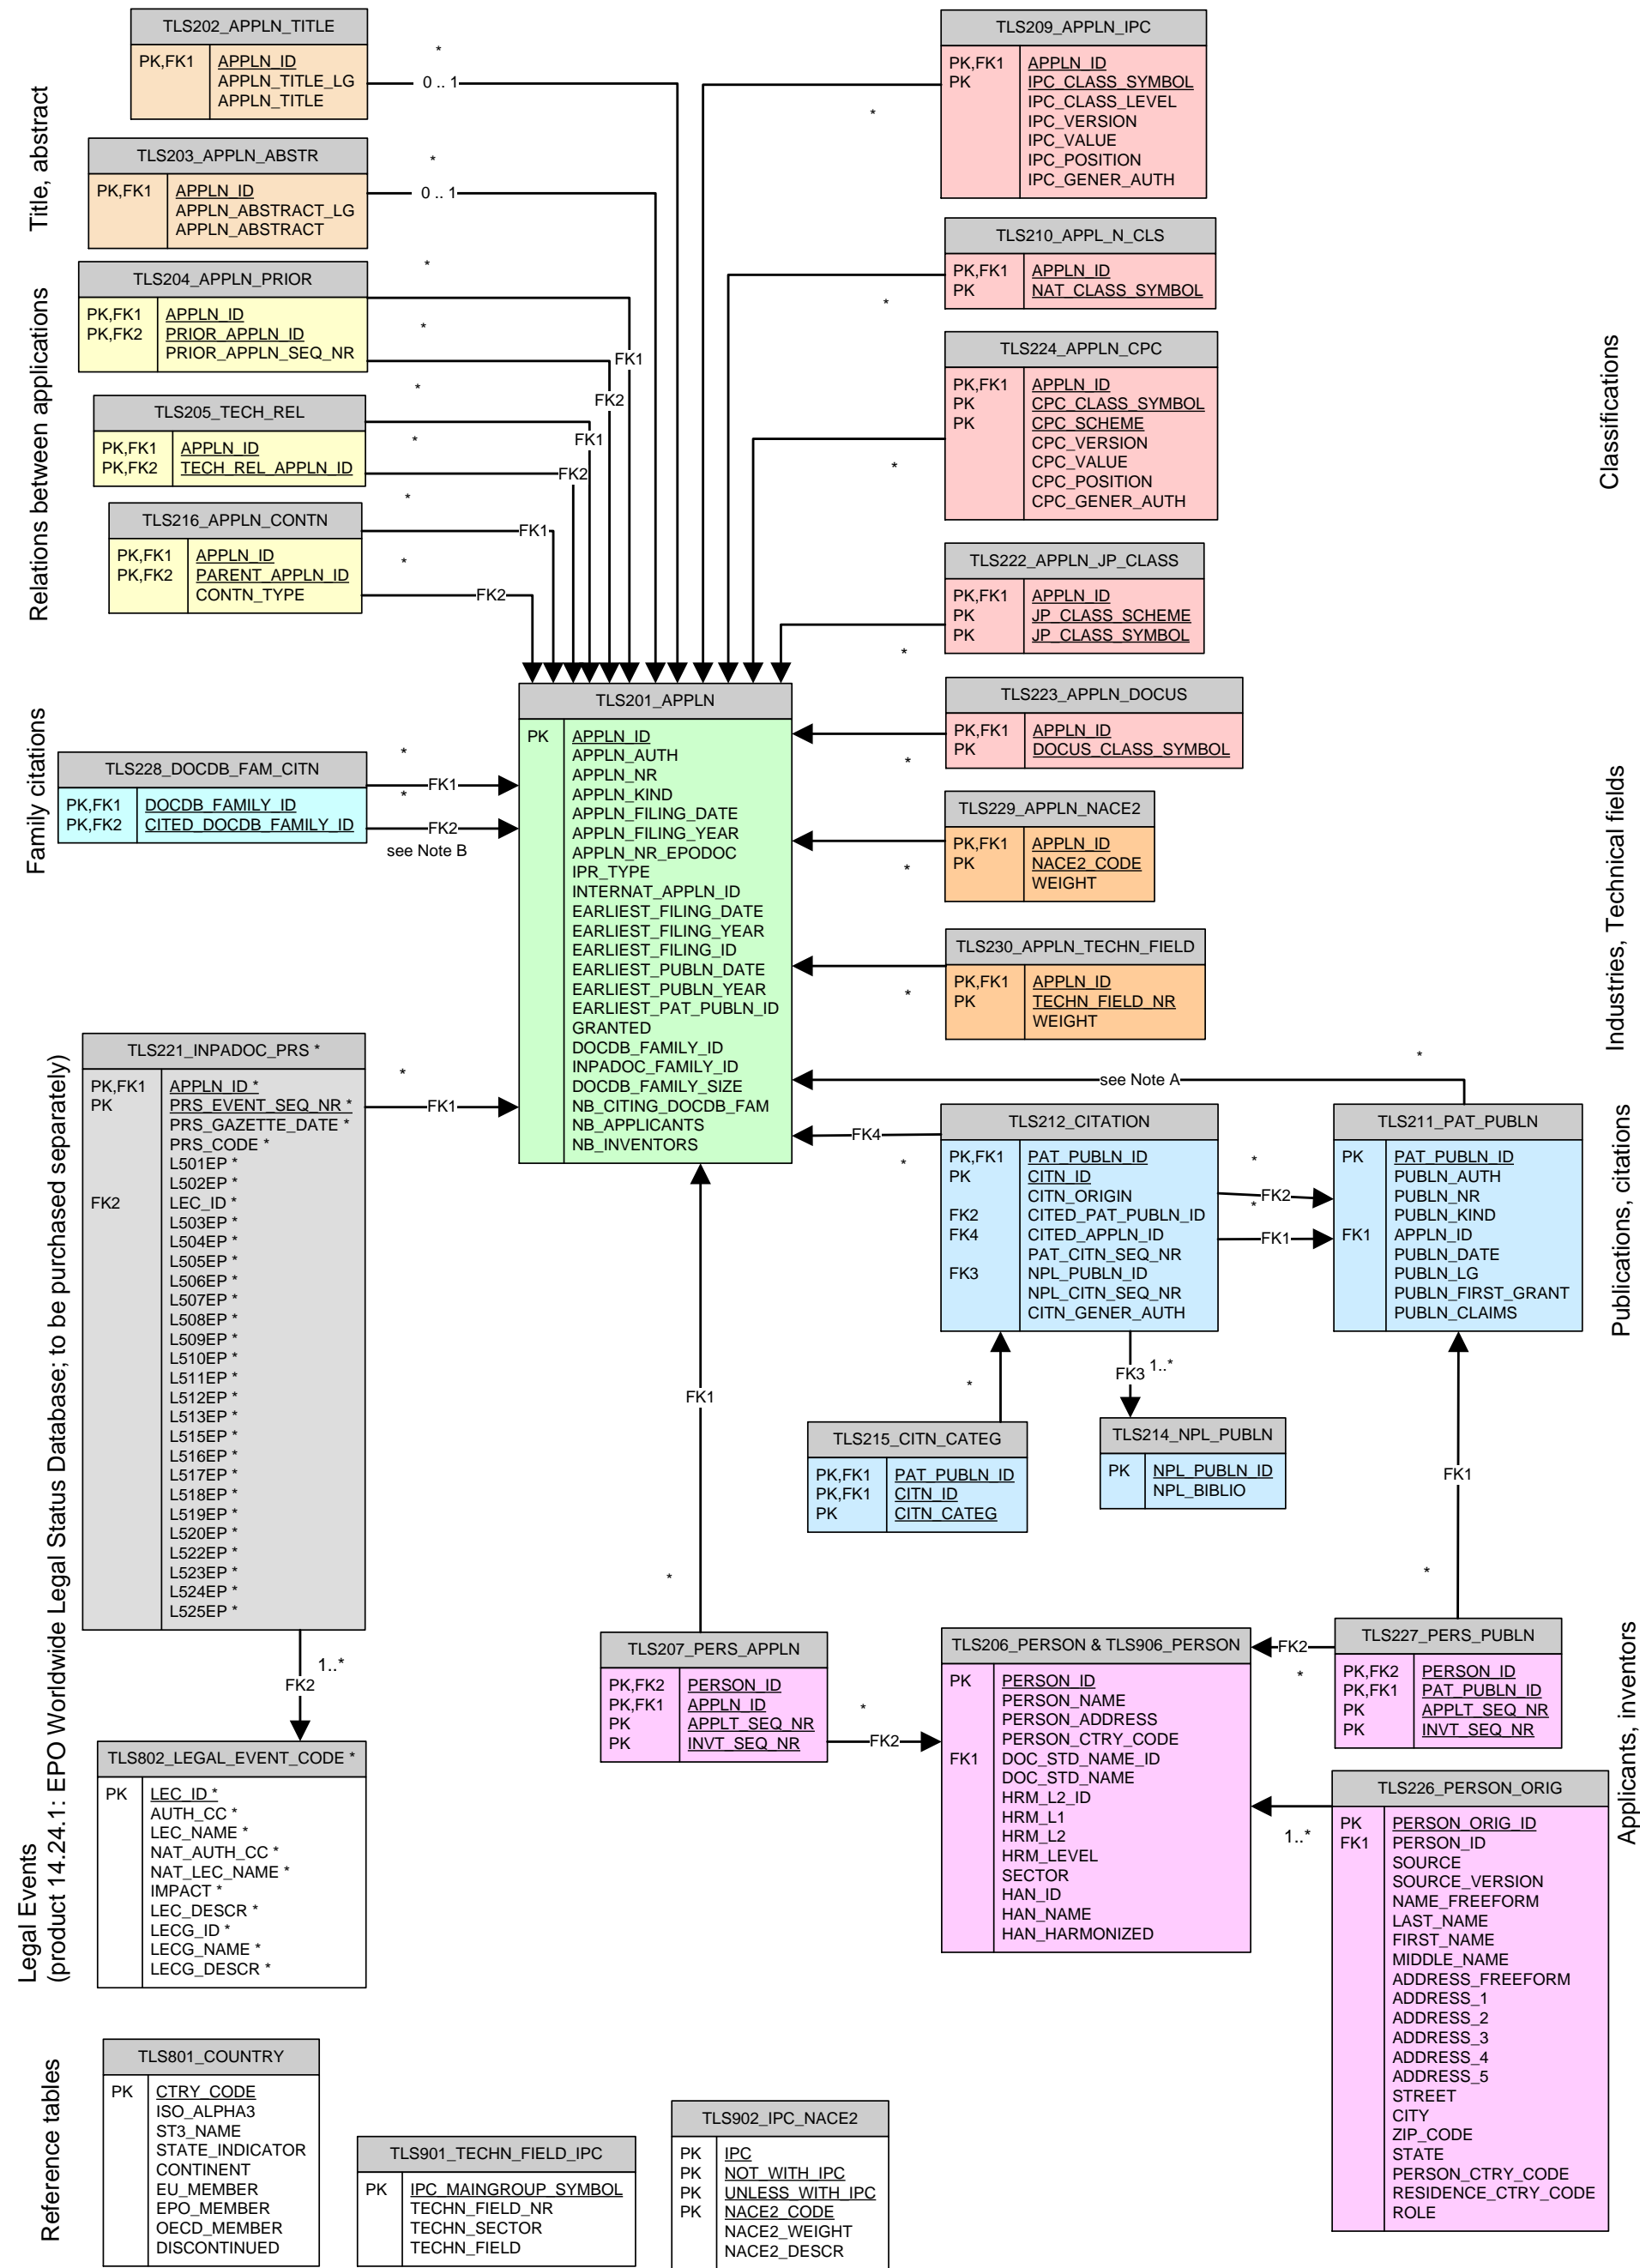 Title, abstract
TLS202_APPLN_TITLE
PK,FK1 APPLN_ID
APPLN_TITLE_LG
APPLN_TITLE
*
0 .. 1
TLS203_APPLN_ABSTR
PK,FK1 APPLN_ID
APPLN_ABSTRACT_LG
APPLN_ABSTRACT
*
0 .. 1
Relations between applications
TLS204_APPLN_PRIOR
PK,FK1 APPLN_ID
PK,FK2 PRIOR_APPLN_ID
PRIOR_APPLN_SEQ_NR
*
*
FK1
FK2
TLS205_TECH_REL
PK,FK1 APPLN_ID
PK,FK2 TECH_REL_APPLN_ID
*
*
FK1
FK2
TLS216_APPLN_CONTN
PK,FK1 APPLN_ID
PK,FK2 PARENT_APPLN_ID
CONTN_TYPE
*
*
FK1
FK2
Classifications
TLS209_APPLN_IPC
PK,FK1 APPLN_ID
PK IPC_CLASS_SYMBOL
IPC_CLASS_LEVEL
IPC_VERSION
IPC_VALUE
IPC_POSITION
IPC_GENER_AUTH
*
TLS210_APPL_N_CLS
PK,FK1 APPLN_ID
PK NAT_CLASS_SYMBOL
*
TLS224_APPLN_CPC
PK,FK1 APPLN_ID
PK CPC_CLASS_SYMBOL
PK CPC_SCHEME
CPC_VERSION
CPC_VALUE
CPC_POSITION
CPC_GENER_AUTH
*
TLS222_APPLN_JP_CLASS
PK,FK1 APPLN_ID
PK JP_CLASS_SCHEME
PK JP_CLASS_SYMBOL
*
TLS223_APPLN_DOCUS
PK,FK1 APPLN_ID
PK DOCUS_CLASS_SYMBOL
*
Family citations
TLS228_DOCDB_FAM_CITN
PK,FK1 DOCDB_FAMILY_ID
PK,FK2 CITED_DOCDB_FAMILY_ID
*
FK1
*
FK2
see Note B
TLS201_APPLN
PK APPLN_ID
APPLN_AUTH
APPLN_NR
APPLN_KIND
APPLN_FILING_DATE
APPLN_FILING_YEAR
APPLN_NR_EPODOC
IPR_TYPE
INTERNAT_APPLN_ID
EARLIEST_FILING_DATE
EARLIEST_FILING_YEAR
EARLIEST_FILING_ID
EARLIEST_PUBLN_DATE
EARLIEST_PUBLN_YEAR
EARLIEST_PAT_PUBLN_ID
GRANTED
DOCDB_FAMILY_ID
INPADOC_FAMILY_ID
DOCDB_FAMILY_SIZE
NB_CITING_DOCDB_FAM
NB_APPLICANTS
NB_INVENTORS
Industries, Technical fields
TLS229_APPLN_NACE2
PK,FK1 APPLN_ID
PK NACE2_CODE
WEIGHT
*
TLS230_APPLN_TECHN_FIELD
PK,FK1 APPLN_ID
PK TECHN_FIELD_NR
WEIGHT
*
Legal Events
(product 14.24.1: EPO Worldwide Legal Status Database; to be purchased separately)
TLS221_INPADOC_PRS *
PK,FK1 APPLN_ID *
PK PRS_EVENT_SEQ_NR *
PRS_GAZETTE_DATE *
PRS_CODE *
L501EP *
L502EP *
FK2 LEC_ID *
L503EP *
L504EP *
L505EP *
L506EP *
L507EP *
L508EP *
L509EP *
L510EP *
L511EP *
L512EP *
L513EP *
L515EP *
L516EP *
L517EP *
L518EP *
L519EP *
L520EP *
L522EP *
L523EP *
L524EP *
L525EP *
*
FK1
1..*
FK2
TLS802_LEGAL_EVENT_CODE *
PK LEC_ID *
AUTH_CC *
LEC_NAME *
NAT_AUTH_CC *
NAT_LEC_NAME *
IMPACT *
LEC_DESCR *
LECG_ID *
LECG_NAME *
LECG_DESCR *
Publications, citations
*
see Note A
FK4
*
TLS212_CITATION
PK,FK1 PAT_PUBLN_ID
PK CITN_ID
CITN_ORIGIN
FK2 CITED_PAT_PUBLN_ID
FK4 CITED_APPLN_ID
PAT_CITN_SEQ_NR
FK3 NPL_PUBLN_ID
NPL_CITN_SEQ_NR
CITN_GENER_AUTH
*
FK2
*
FK1
TLS211_PAT_PUBLN
PK PAT_PUBLN_ID
PUBLN_AUTH
PUBLN_NR
PUBLN_KIND
FK1 APPLN_ID
PUBLN_DATE
PUBLN_LG
PUBLN_FIRST_GRANT
PUBLN_CLAIMS
*
FK3
1..*
TLS215_CITN_CATEG
PK,FK1 PAT_PUBLN_ID
PK,FK1 CITN_ID
PK CITN_CATEG
TLS214_NPL_PUBLN
PK NPL_PUBLN_ID
NPL_BIBLIO
FK1
*
FK1
*
Applicants, inventors
TLS207_PERS_APPLN
PK,FK2 PERSON_ID
PK,FK1 APPLN_ID
PK APPLT_SEQ_NR
PK INVT_SEQ_NR
*
FK2
TLS206_PERSON & TLS906_PERSON
PK PERSON_ID
PERSON_NAME
PERSON_ADDRESS
PERSON_CTRY_CODE
FK1 DOC_STD_NAME_ID
DOC_STD_NAME
HRM_L2_ID
HRM_L1
HRM_L2
HRM_LEVEL
SECTOR
HAN_ID
HAN_NAME
HAN_HARMONIZED
FK2
*
TLS227_PERS_PUBLN
PK,FK2 PERSON_ID
PK,FK1 PAT_PUBLN_ID
PK APPLT_SEQ_NR
PK INVT_SEQ_NR
1..*
TLS226_PERSON_ORIG
PK PERSON_ORIG_ID
FK1 PERSON_ID
SOURCE
SOURCE_VERSION
NAME_FREEFORM
LAST_NAME
FIRST_NAME
MIDDLE_NAME
ADDRESS_FREEFORM
ADDRESS_1
ADDRESS_2
ADDRESS_3
ADDRESS_4
ADDRESS_5
STREET
CITY
ZIP_CODE
STATE
PERSON_CTRY_CODE
RESIDENCE_CTRY_CODE
ROLE
Reference tables
TLS801_COUNTRY
PK CTRY_CODE
ISO_ALPHA3
ST3_NAME
STATE_INDICATOR
CONTINENT
EU_MEMBER
EPO_MEMBER
OECD_MEMBER
DISCONTINUED
TLS901_TECHN_FIELD_IPC
PK IPC_MAINGROUP_SYMBOL
TECHN_FIELD_NR
TECHN_SECTOR
TECHN_FIELD
TLS902_IPC_NACE2
PK IPC
PK NOT_WITH_IPC
PK UNLESS_WITH_IPC
PK NACE2_CODE
NACE2_WEIGHT
NACE2_DESCR